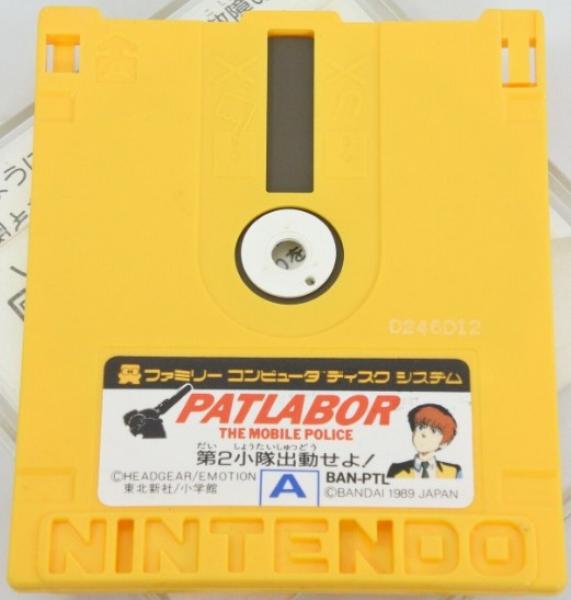 0246D12
ファミリー コンピュータ ディスク システム
PATLABOR
THE MOBILE POLICE
だい しょうたいしゅつどう
第2小隊出動せよ!
©HEADGEAR/EMOTION
東北新社/小学館
A
BAN-PTL
©BANDAI 1989 JAPAN
NINTENDO